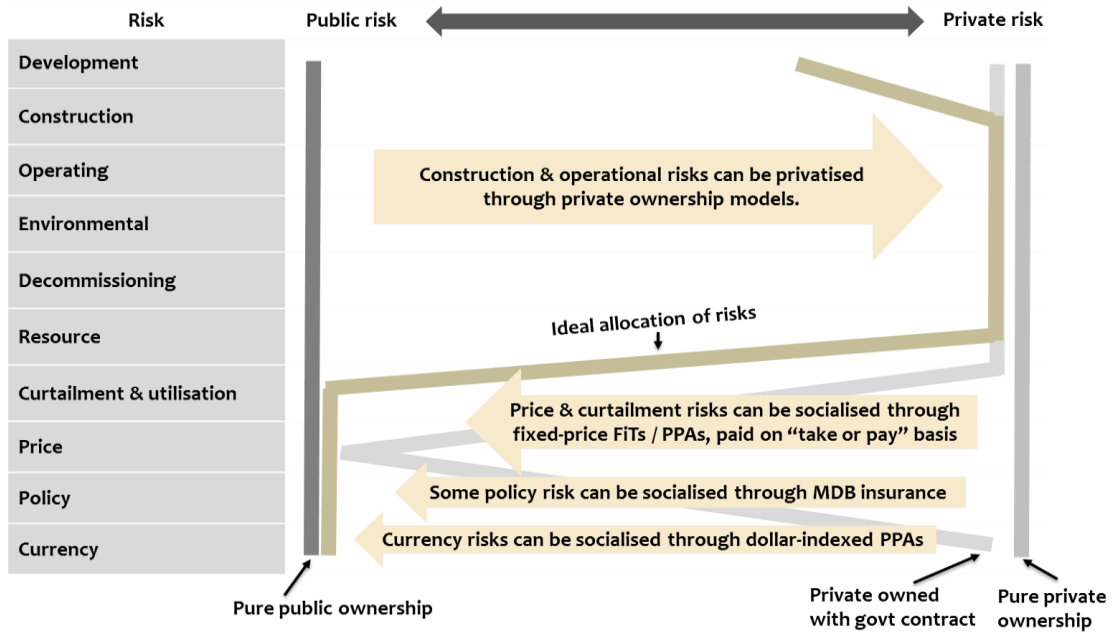 Risk
Public risk
Private risk
Development
Construction
Operating
Environmental
Decommissioning
Resource
Curtailment & utilisation
Price
Policy
Currency
Construction & operational risks can be privatised
through private ownership models.
Ideal allocation of risks
Price & curtailment risks can be socialised through
fixed-price FiTs / PPAs, paid on “take or pay” basis
Some policy risk can be socialised through MDB insurance
Currency risks can be socialised through dollar-indexed PPAs
Pure public ownership
Private owned
with govt contract
Pure private
ownership